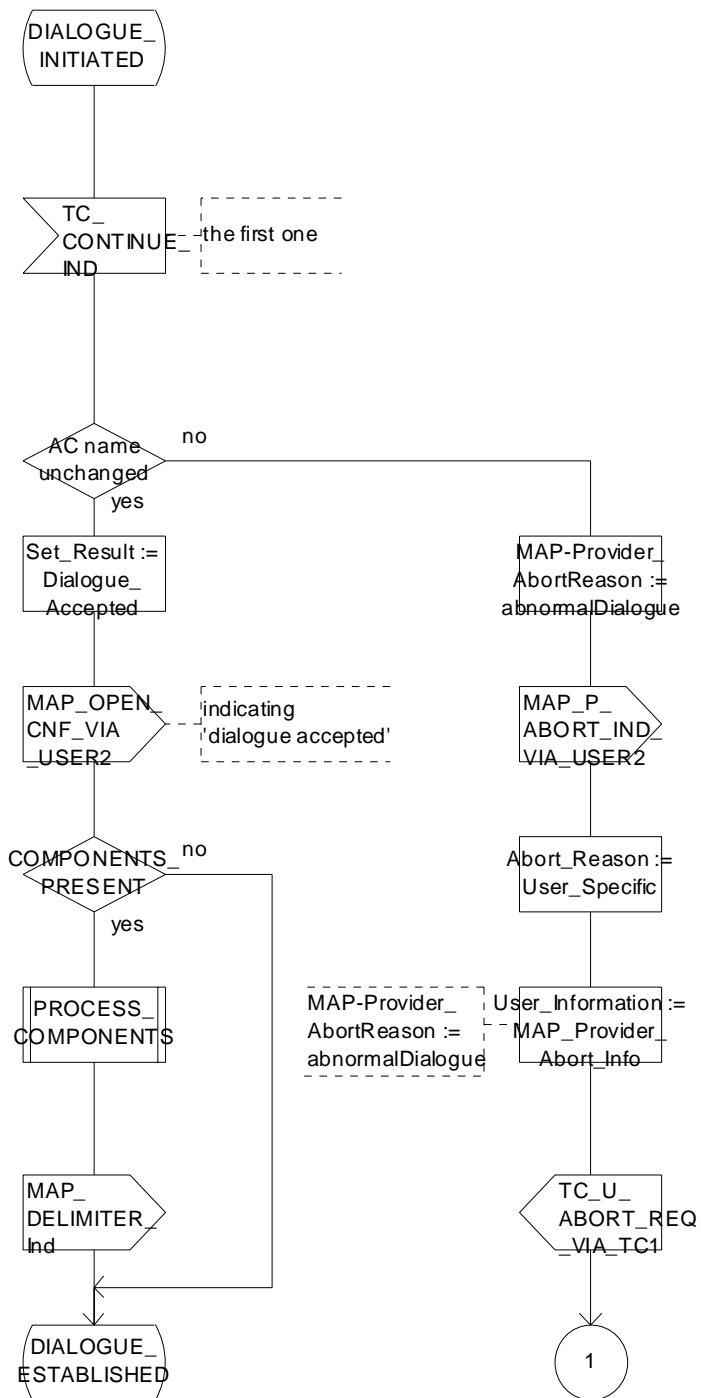 DIALOGUE_
INITIATED
TC_
CONTINUE_
IND
the first one
AC name
unchanged
no
yes
Set_Result :=
Dialogue_
Accepted
MAP-Provider_
AbortReason :=
abnormalDialogue
MAP_OPEN_
CNF_VIA
_USER2
indicating
'dialogue accepted'
MAP_P_
ABORT_IND_
VIA_USER2
COMPONENTS_
PRESENT
no
yes
Abort_Reason :=
User_Specific
PROCESS_
COMPONENTS
MAP-Provider_
AbortReason :=
abnormalDialogue
User_Information :=
MAP_Provider_
Abort_Info
MAP_
DELIMITER_
Ind
TC_U_
ABORT_REQ
_VIA_TC1
DIALOGUE_
ESTABLISHED
1